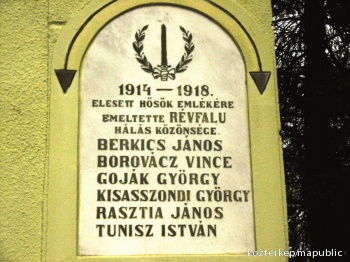 1914 — 1918.
ELESETT HŐSÖK EMLÉKÉRE
EMELTETTE RÉVFALU
HÁLÁS KÖZÖNSÉGE.
BERKICS JÁNOS
BOROVÁCZ VINCE
GOJÁK GYÖRGY
KISASSZONDI GYÖRGY
RASZTIA JÁNOS
TUNISZ ISTVÁN
kozterkep/mapublic